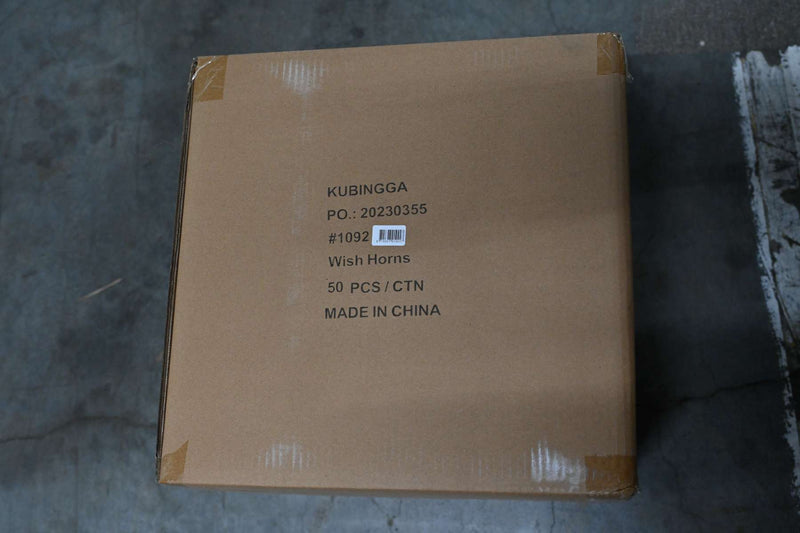 KUBINGGA
PO.: 20230355
#1092
Wish Horns
50 PCS / CTN
MADE IN CHINA